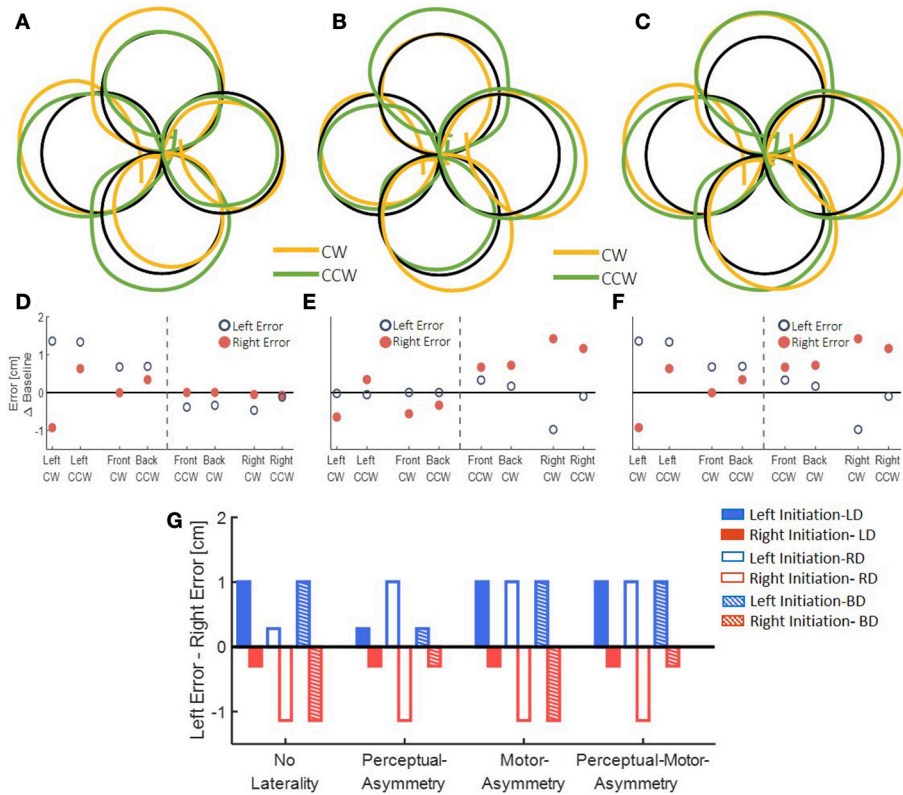 A
B
C
CW
CCW
CW
CCW
D
E
F
Error [cm]
Δ Baseline
2
1
0
-1
Left Error
Right Error
Left Error
Right Error
Left Error
Right Error
Left Left Front Back Front Back Right Right
CW CCW CW CCW CCW CW CW CCW
Left Left Front Back Front Back Right Right
CW CCW CW CCW CCW CW CW CCW
Left Left Front Back Front Back Right Right
CW CCW CW CCW CCW CW CW CCW
G
Left Error - Right Error [cm]
2
1
0
-1
No
Laterality
Perceptual-
Asymmetry
Motor-
Asymmetry
Perceptual-Motor-
Asymmetry
Left Initiation-LD
Right Initiation- LD
Left Initiation-RD
Right Initiation- RD
Left Initiation-BD
Right Initiation- BD